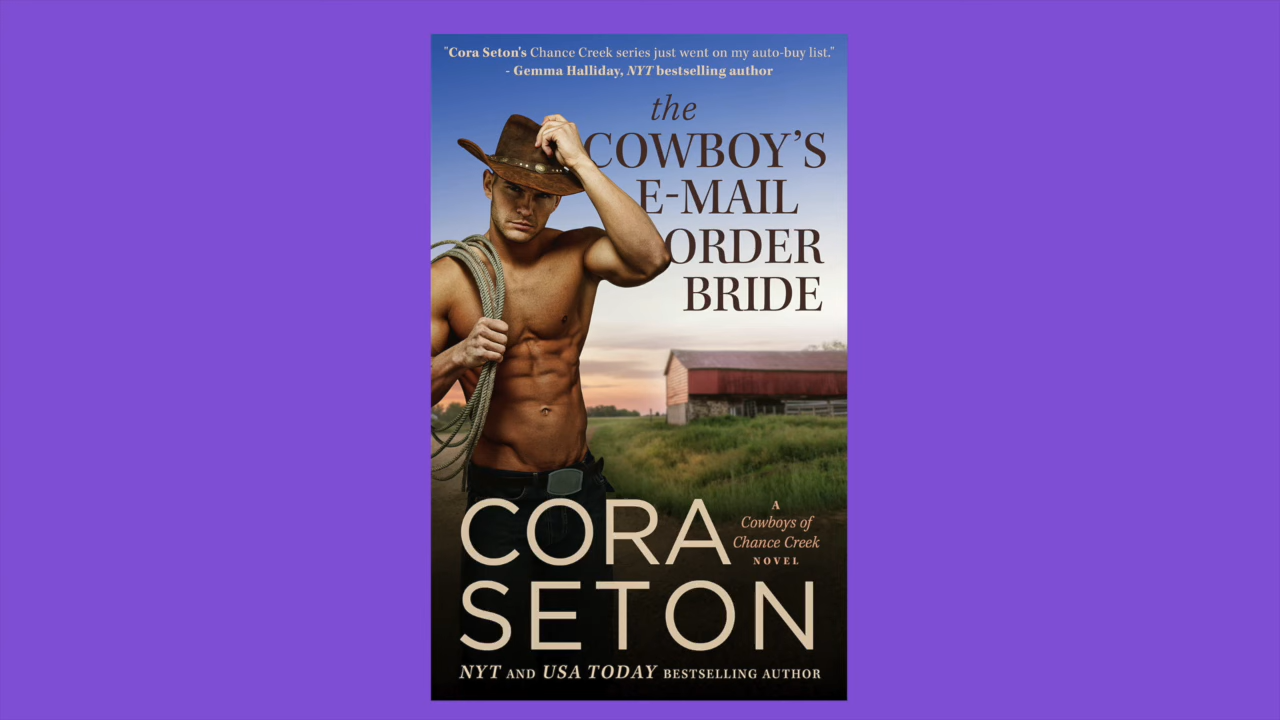 "Cora Seton's Chance Creek series just went on my auto-buy list."
- Gemma Halliday, NYT bestselling author
the
COWBOY'S
E-MAIL
ORDER
BRIDE
CORA
SETON
A
Cowboys of
Chance Creek
NOVEL
NYT AND USA TODAY BESTSELLING AUTHOR